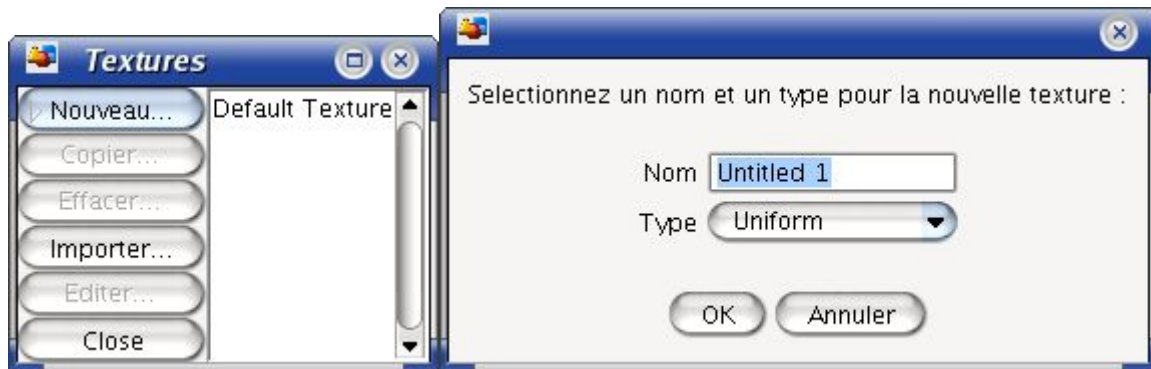 Textures
Nouveau...
Default Texture
Copier...
Effacer...
Importer...
Editer...
Close
Selectionnez un nom et un type pour la nouvelle texture :
Nom Untitled 1
Type Uniform
OK Annuler